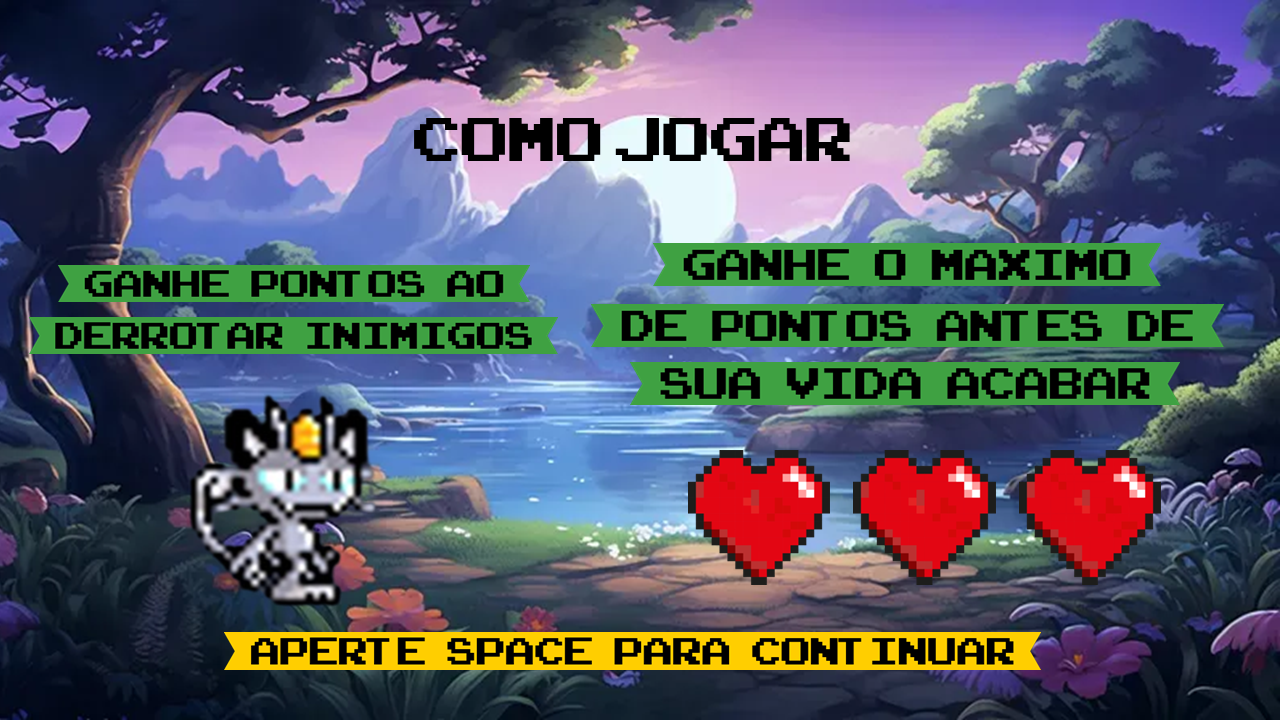 COMO JOGAR
GANHE PONTOS AO
DERROTAR INIMIGOS
GANHE O MAXIMO
DE PONTOS ANTES DE
SUA VIDA ACABAR
APERTE SPACE PARA CONTINUAR